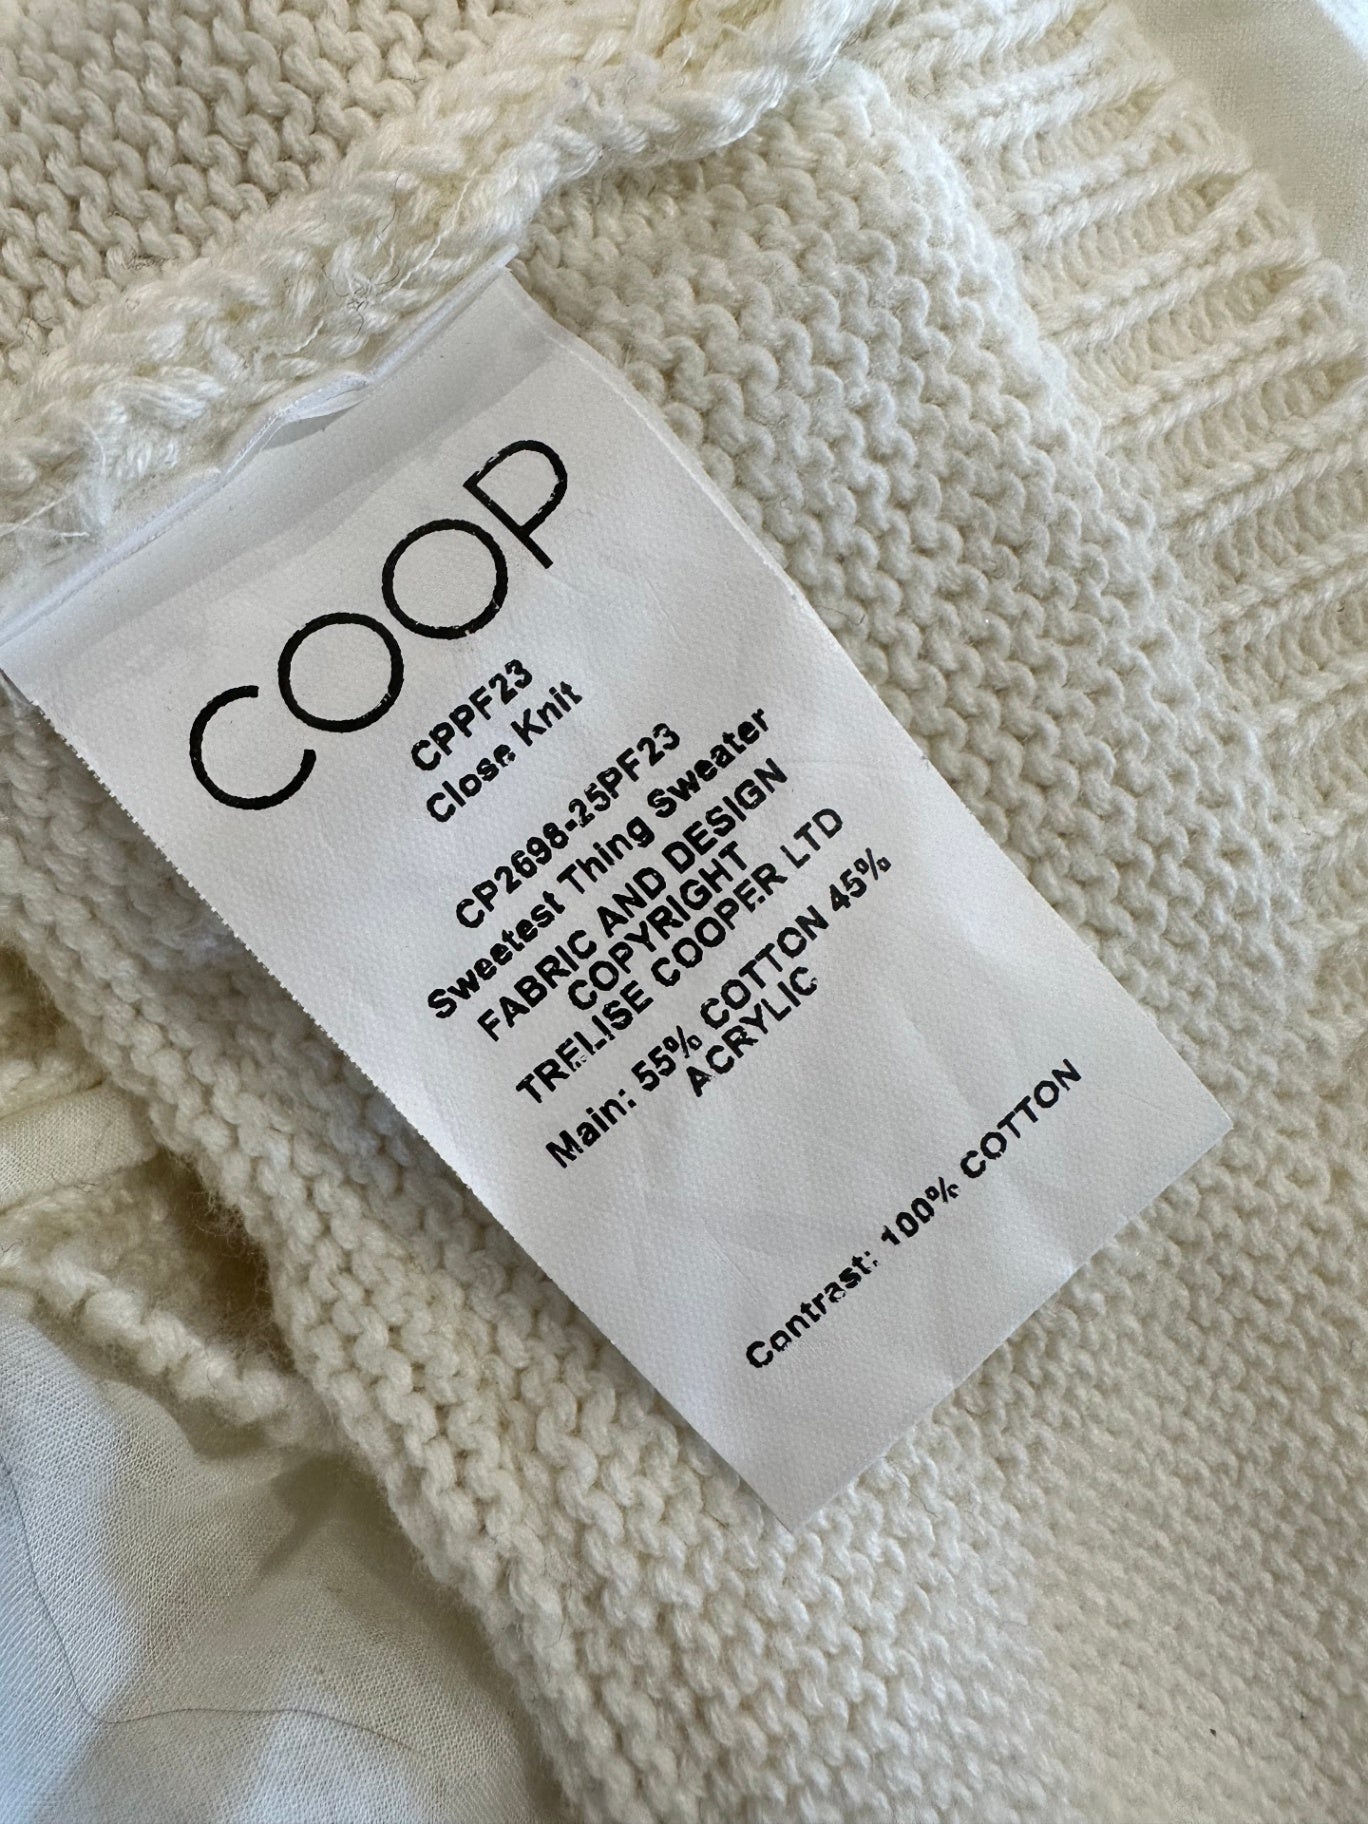 COOP
CPPF23
Close Knit
CP2698-25PF23
Sweetest Thing Sweater
FABRIC AND DESIGN
COPYRIGHT
TRELISE COOPER LTD
Main: 55% COTTON 45%
ACRYLIC
Contrast: 100% COTTON